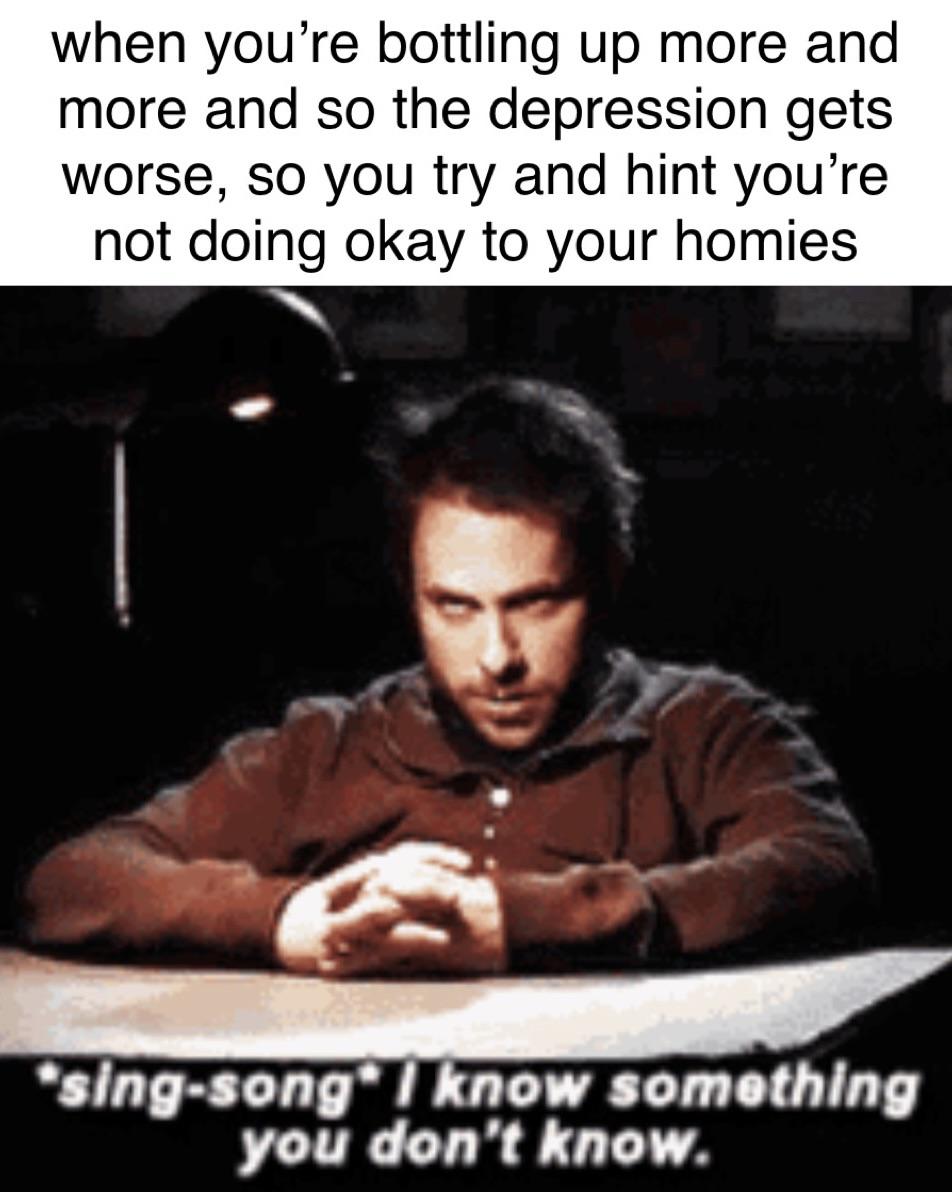 when you’re bottling up more and
more and so the depression gets
worse, so you try and hint you’re
not doing okay to your homies
*sing-song* I know something
you don't know.